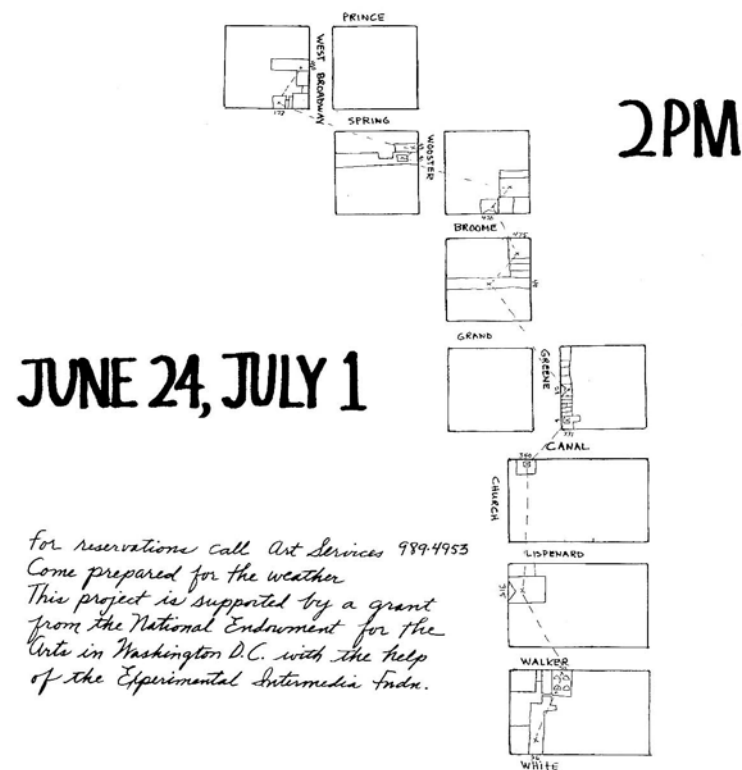 PRINCE
WEST BROADWAY
SPRING
2PM
WOOSTER
BROOME
475
GRAND
JUNE 24, JULY 1
GREENE
CANAL
CHURCH
LISPENARD
For reservations call Art Services 989-4953
Come prepared for the weather
This project is supported by a grant
from the National Endowment for the
Arts in Washington D.C. with the help
of the Experimental Intermedia Fndn.
WALKER
WHITE